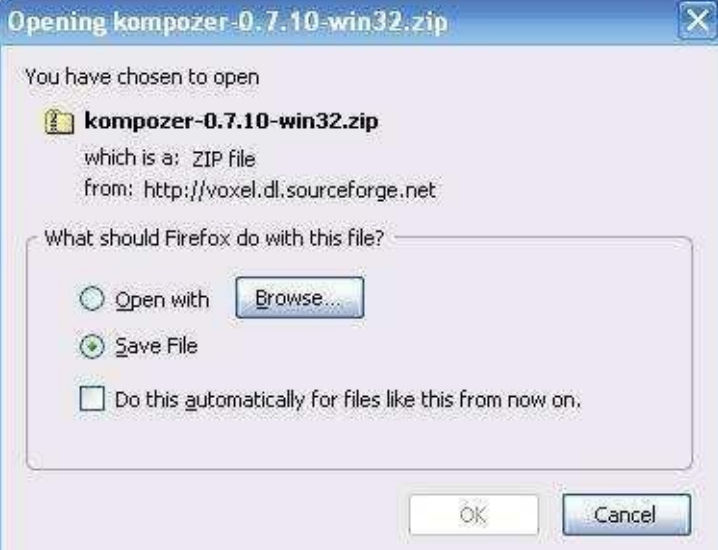 Opening kompozer-0.7.10-win32.zip
You have chosen to open
kompozer-0.7.10-win32.zip
which is a: ZIP file
from: http://voxel.dl.sourceforge.net
What should Firefox do with this file?
Open with Browse...
Save File
Do this automatically for files like this from now on.
OK Cancel